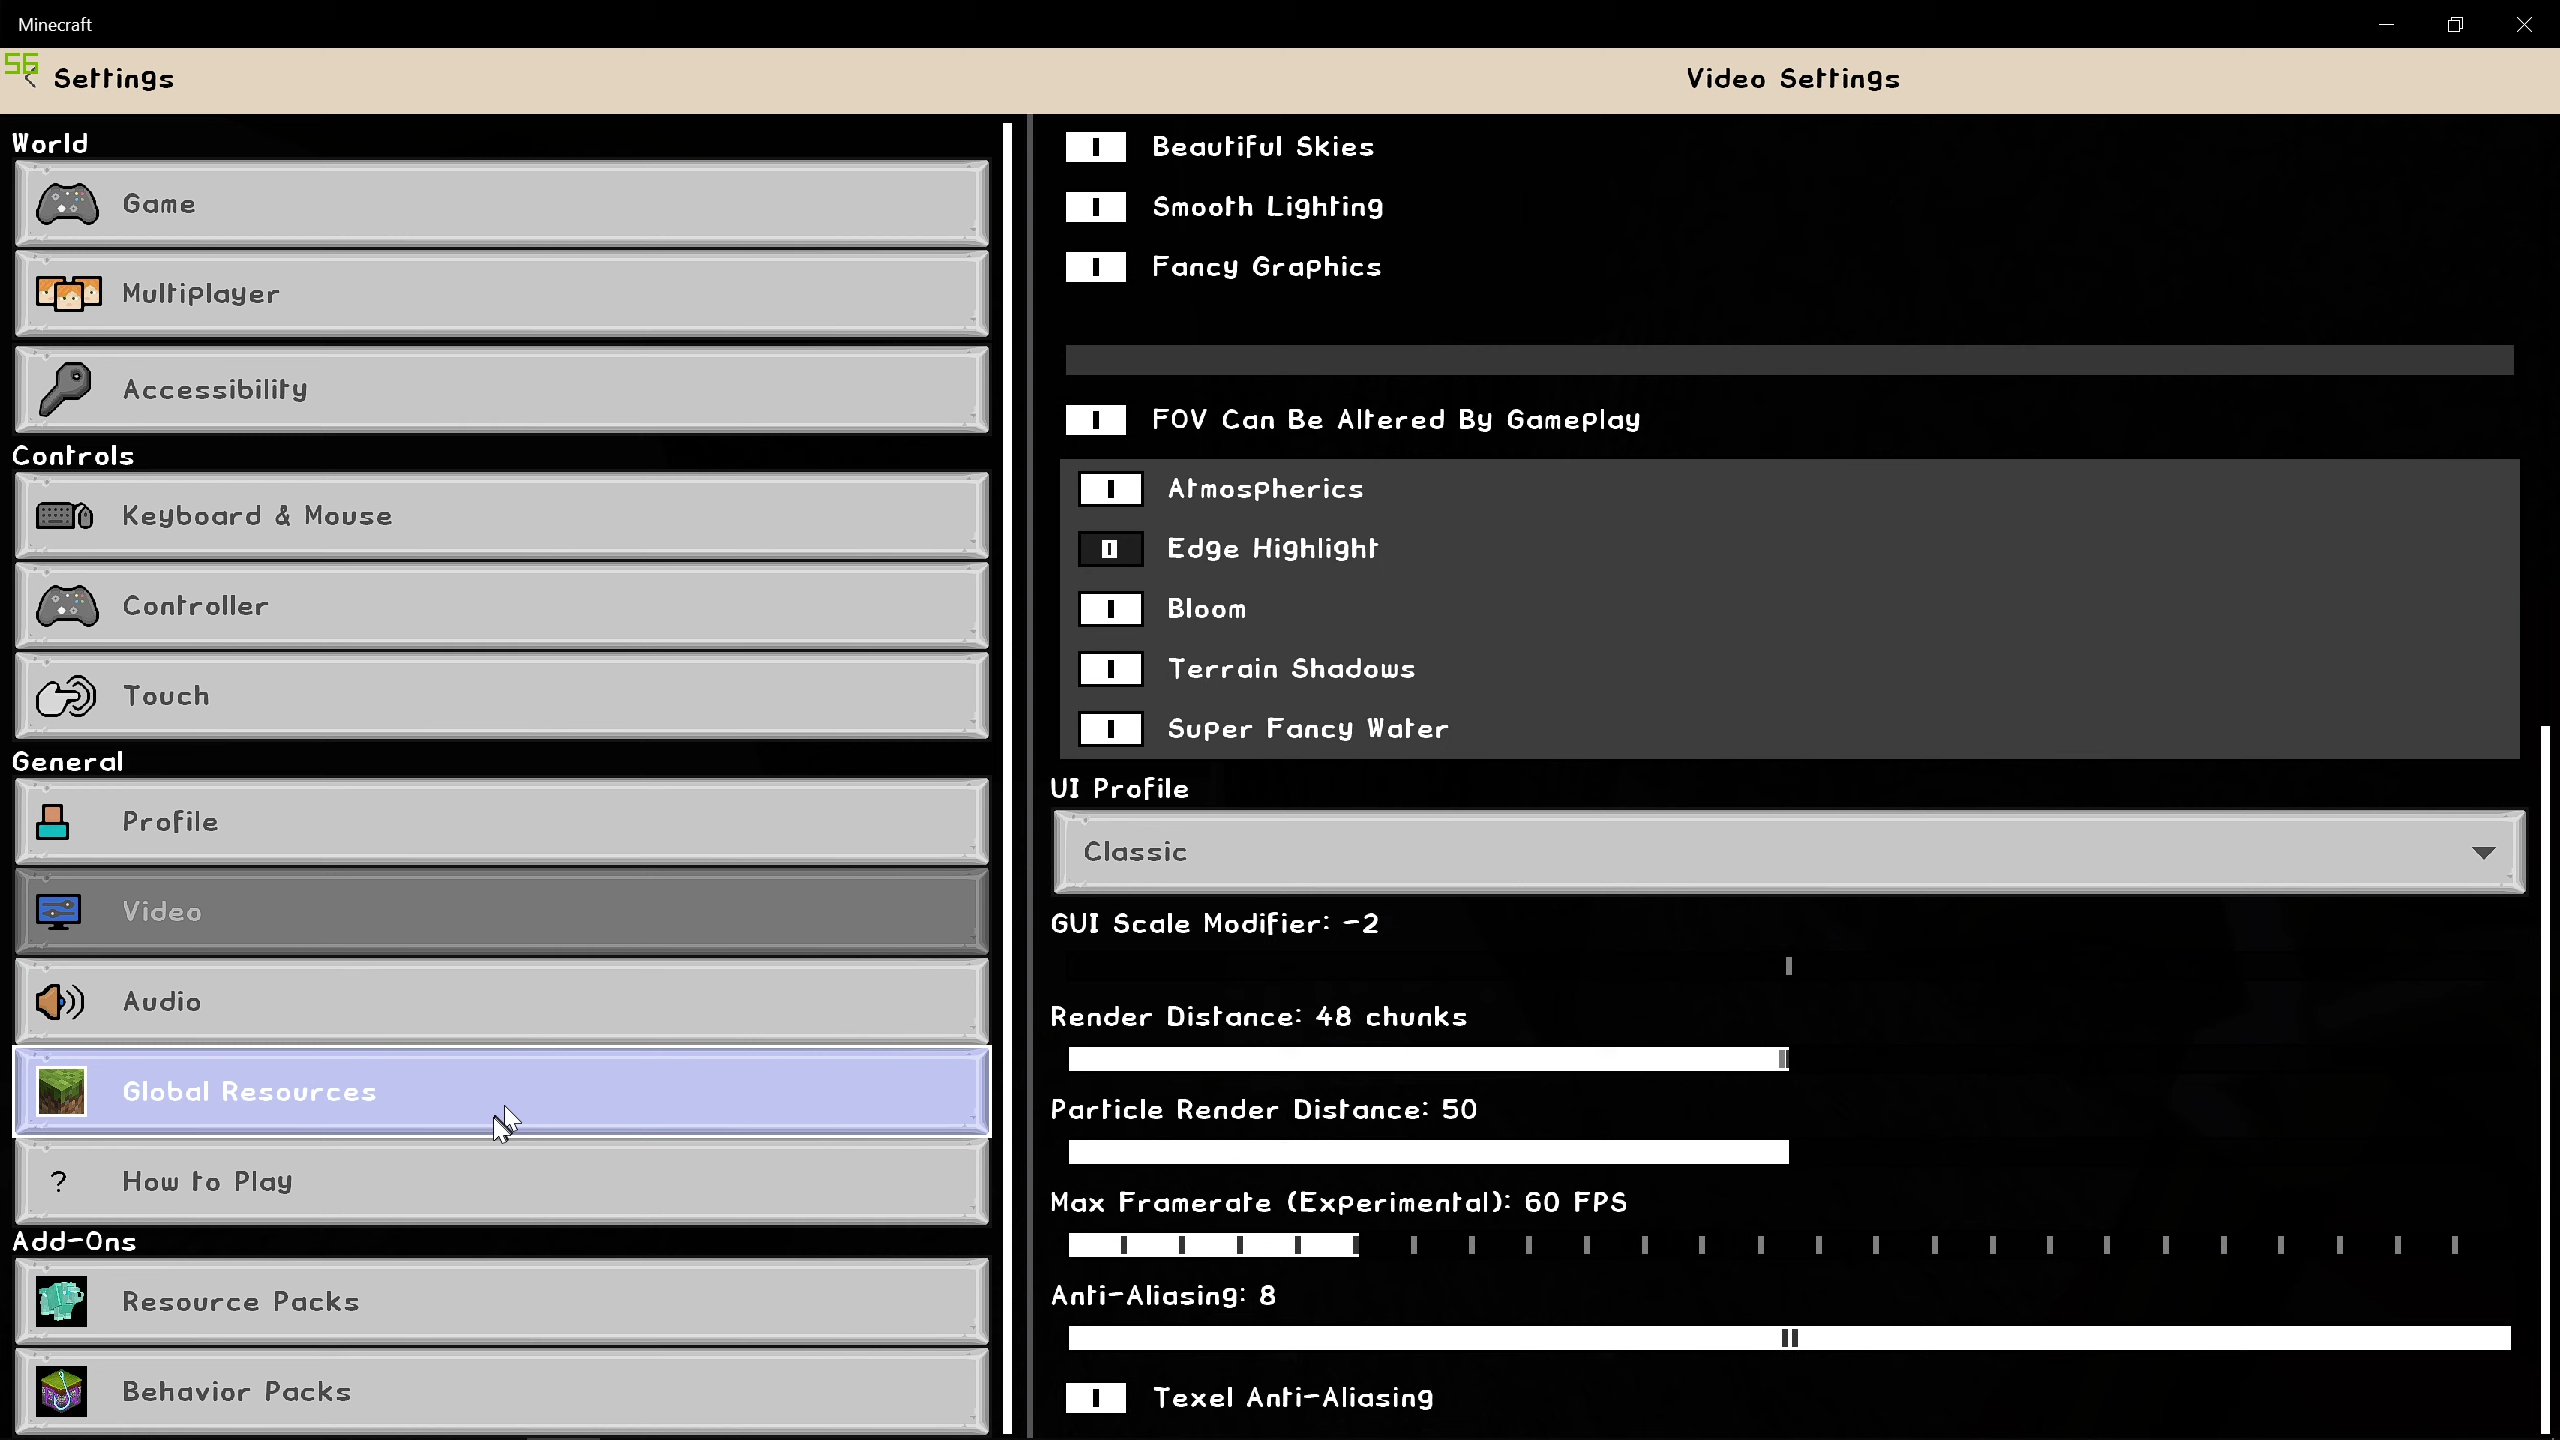 Minecraft
56
Settings
Video Settings
World
Game
Multiplayer
Accessibility
Controls
Keyboard & Mouse
Controller
Touch
General
Profile
Video
Audio
Global Resources
? How to Play
Add-Ons
Resource Packs
Behavior Packs
Beautiful Skies
Smooth Lighting
Fancy Graphics
FOV Can Be Altered By Gameplay
Atmospherics
Edge Highlight
Bloom
Terrain Shadows
Super Fancy Water
UI Profile
Classic
GUI Scale Modifier: -2
Render Distance: 48 chunks
Particle Render Distance: 50
Max Framerate (Experimental): 60 FPS
Anti-Aliasing: 8
Texel Anti-Aliasing